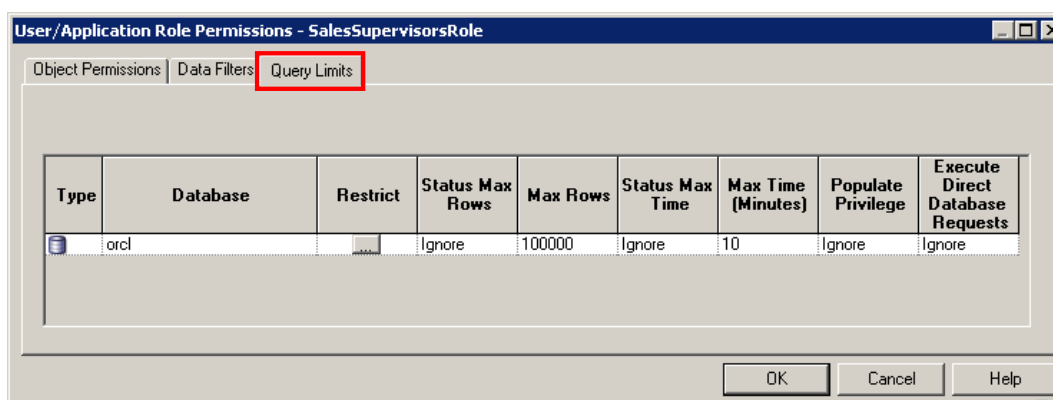 User/Application Role Permissions - SalesSupervisorsRole
Object Permissions Data Filters Query Limits
Type Database Restrict Status Max Rows Max Rows Status Max Time Max Time (Minutes) Populate Privilege Execute Direct Database Requests
orcl ... Ignore 100000 Ignore 10 Ignore Ignore
OK Cancel Help